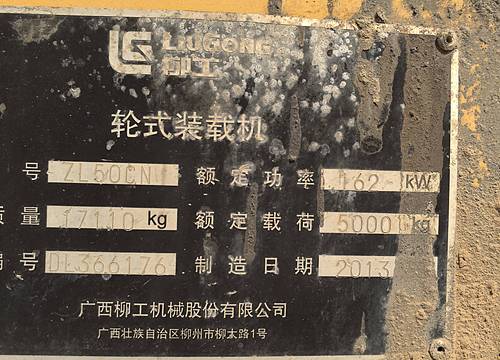 LIUGONG
柳工
轮式装载机
号 ZL50CN 额定功率 162 kW
质量 17110 kg 额定载荷 5000 kg
编号 DL366176 制造日期 2013
广西柳工机械股份有限公司
广西壮族自治区柳州市柳太路1号